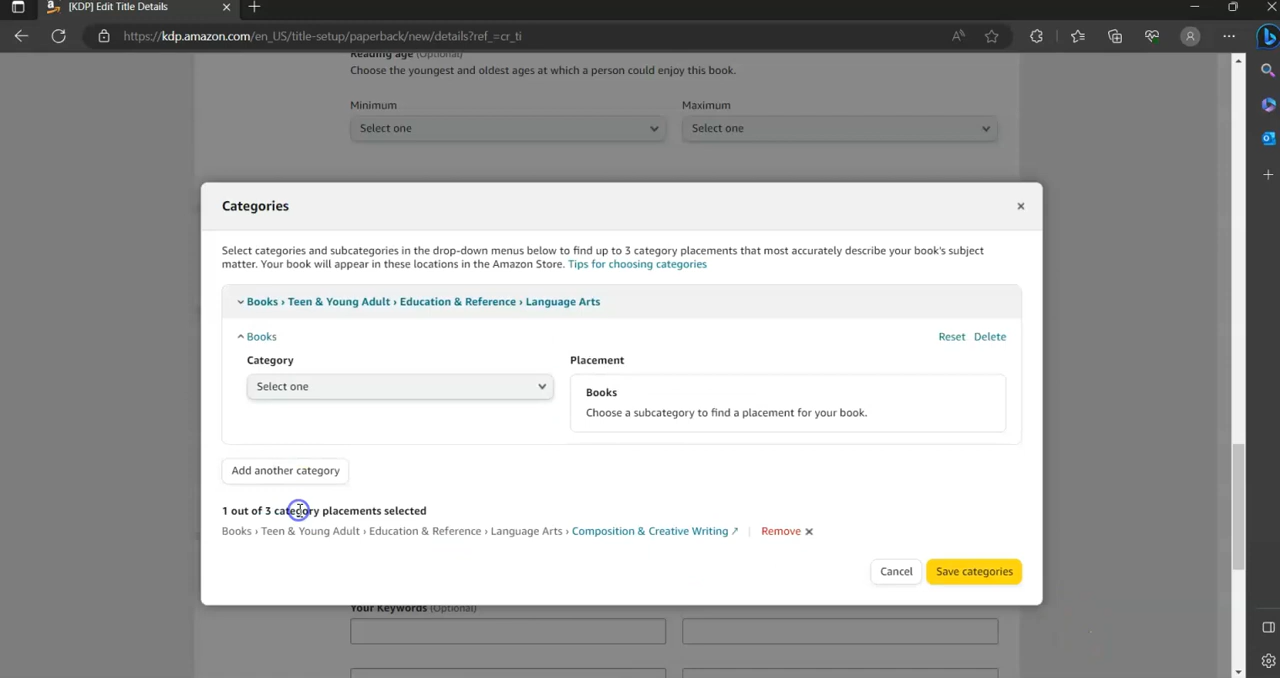 [KDP] Edit Title Details
https://kdp.amazon.com/en_US/title-setup/paperback/new/details?ref_=cr_ti
Reading age (Optional)
Choose the youngest and oldest ages at which a person could enjoy this book.
Minimum Maximum
Select one Select one
Categories
Select categories and subcategories in the drop-down menus below to find up to 3 category placements that most accurately describe your book's subject
matter. Your book will appear in these locations in the Amazon Store. Tips for choosing categories
Books › Teen & Young Adult › Education & Reference › Language Arts
Books Reset Delete
Category Placement
Select one Books
Choose a subcategory to find a placement for your book.
Add another category
1 out of 3 category placements selected
Books › Teen & Young Adult › Education & Reference › Language Arts › Composition & Creative Writing ↗ | Remove ×
Cancel Save categories
Your Keywords (Optional)